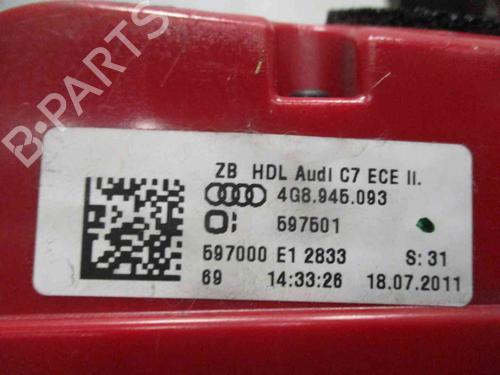 B-PARTS
ZB HDL Audi C7 ECE II.
4G8.945.093
597501
597000 E1 2833 S: 31
69 14:33:26 18.07.2011